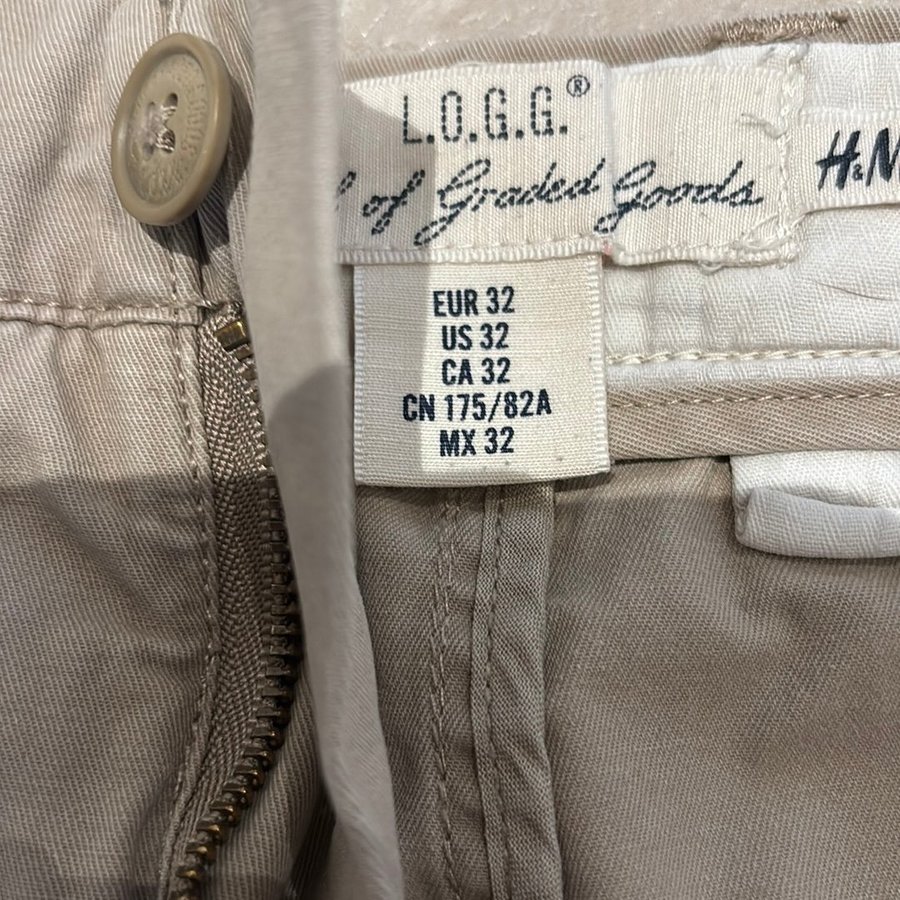 L.O.G.G.®
of Graded Goods
H&M
EUR 32
US 32
CA 32
CN 175/82A
MX 32